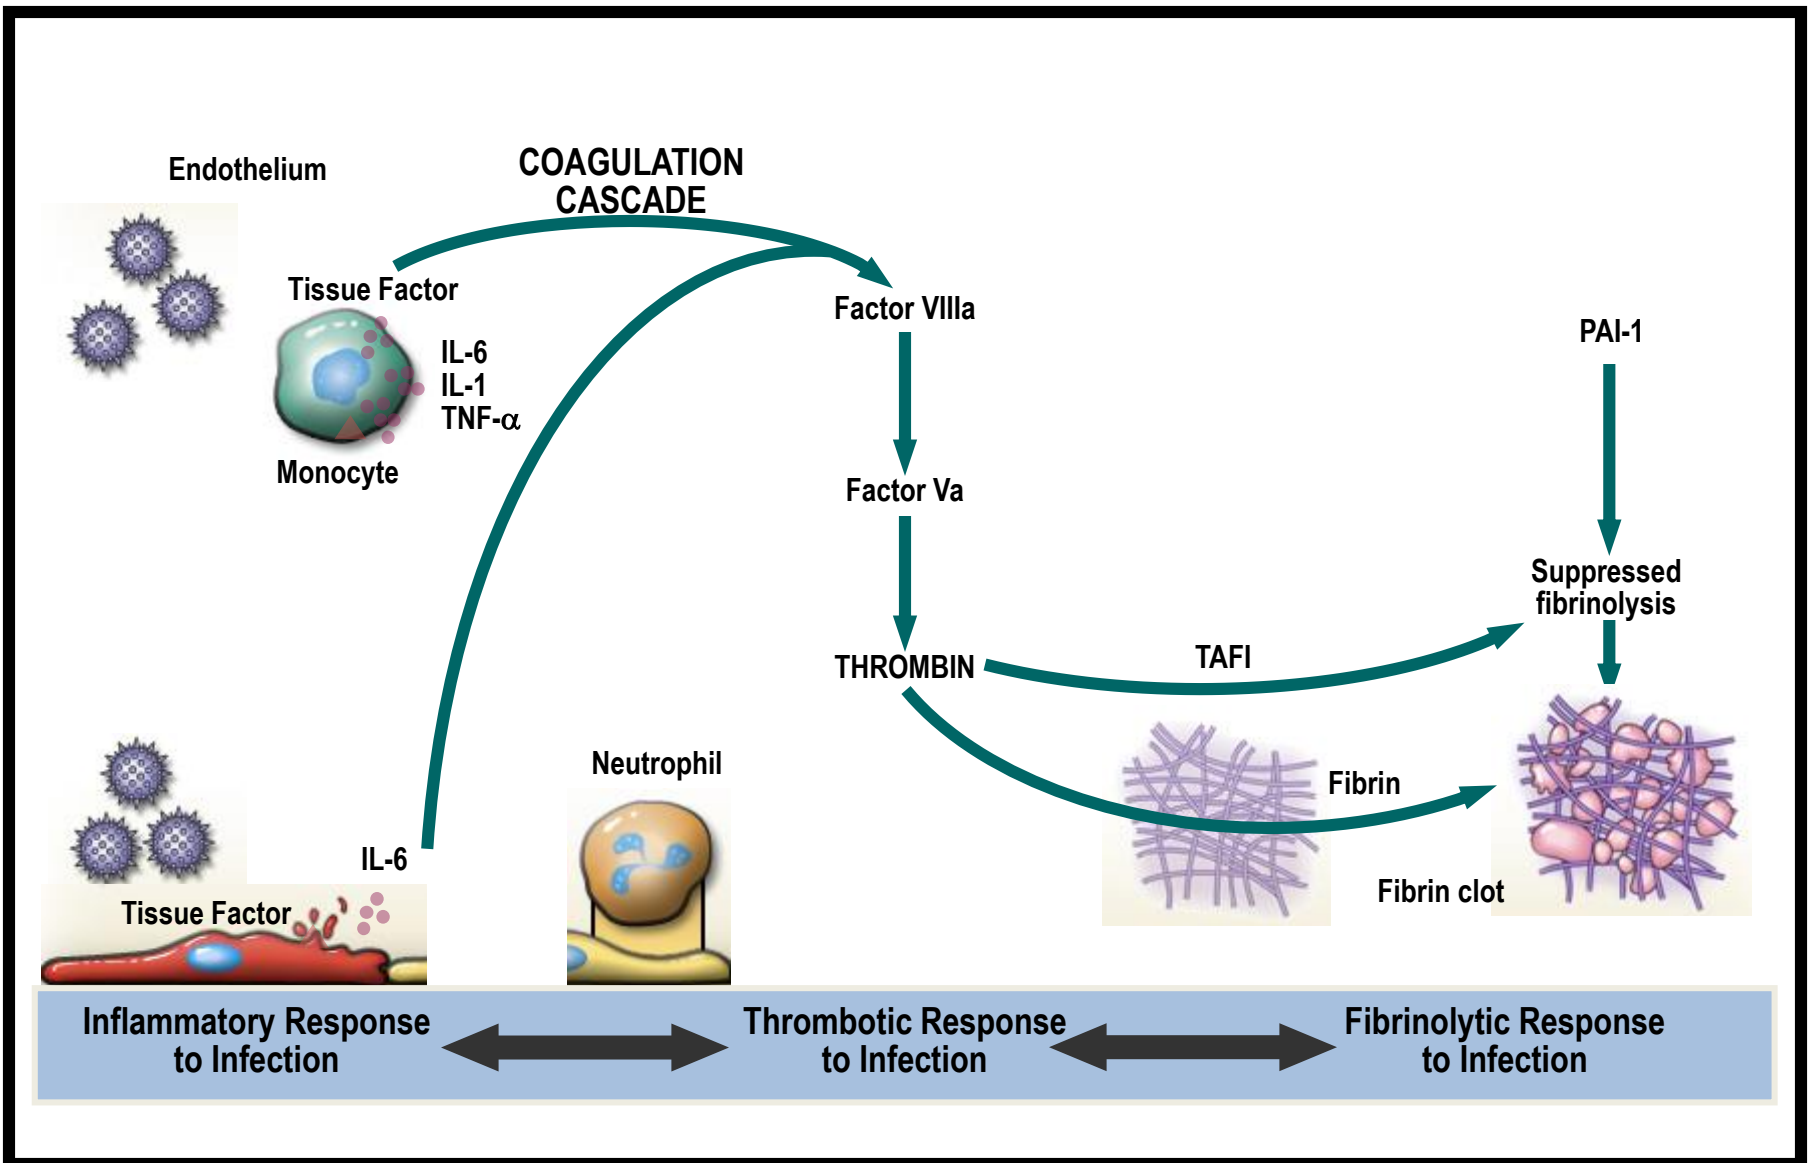 Endothelium
COAGULATION
CASCADE
Tissue Factor
IL-6
IL-1
TNF-α
Monocyte
Factor VIIIa
Factor Va
THROMBIN
PAI-1
Suppressed
fibrinolysis
TAFI
Neutrophil
Fibrin
Fibrin clot
IL-6
Tissue Factor
Inflammatory Response
to Infection
Thrombotic Response
to Infection
Fibrinolytic Response
to Infection